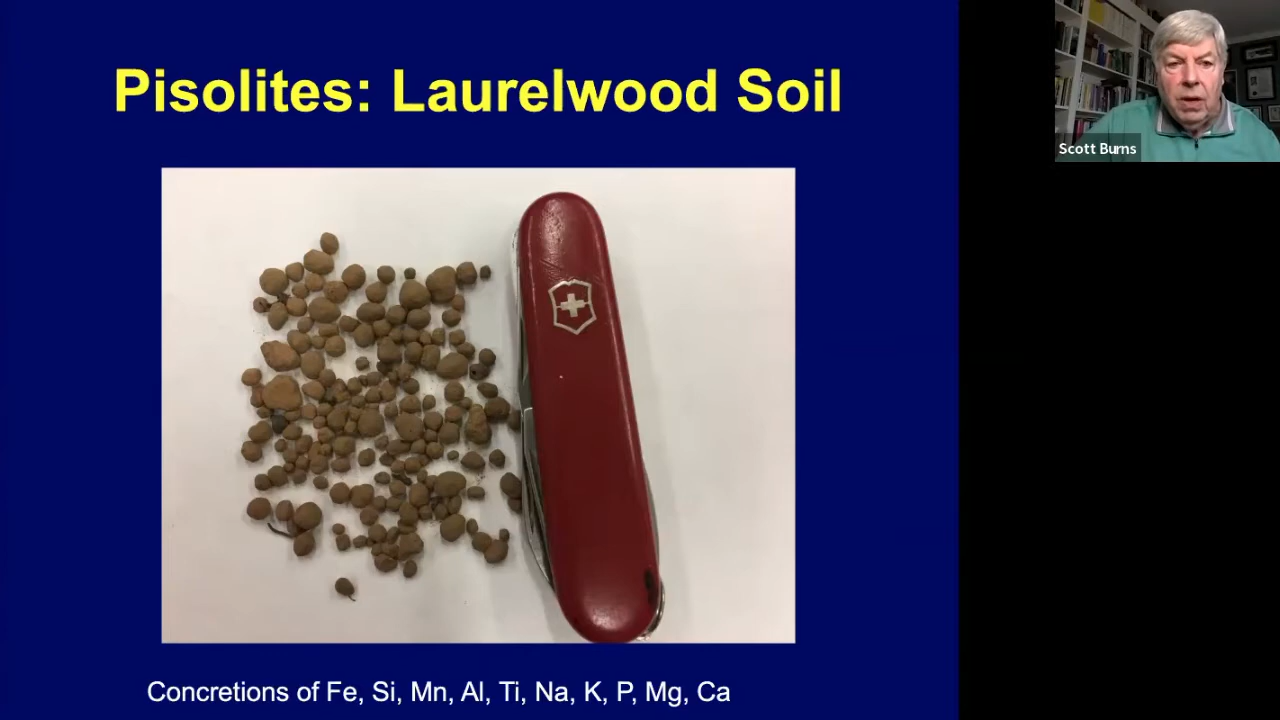 Pisolites: Laurelwood Soil
Scott Burns
Concretions of Fe, Si, Mn, Al, Ti, Na, K, P, Mg, Ca